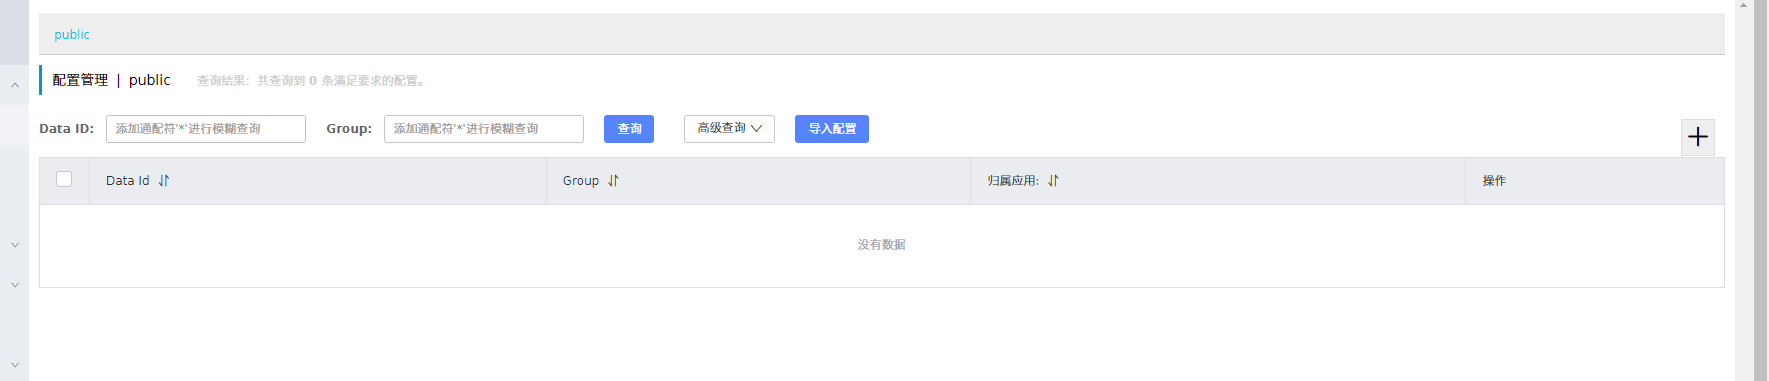 public
配置管理 | public 查询结果：共查询到 0 条满足要求的配置。
Data ID: 添加通配符'*'进行模糊查询 Group: 添加通配符'*'进行模糊查询 查询 高级查询 导入配置
Data Id Group 归属应用: 操作
没有数据